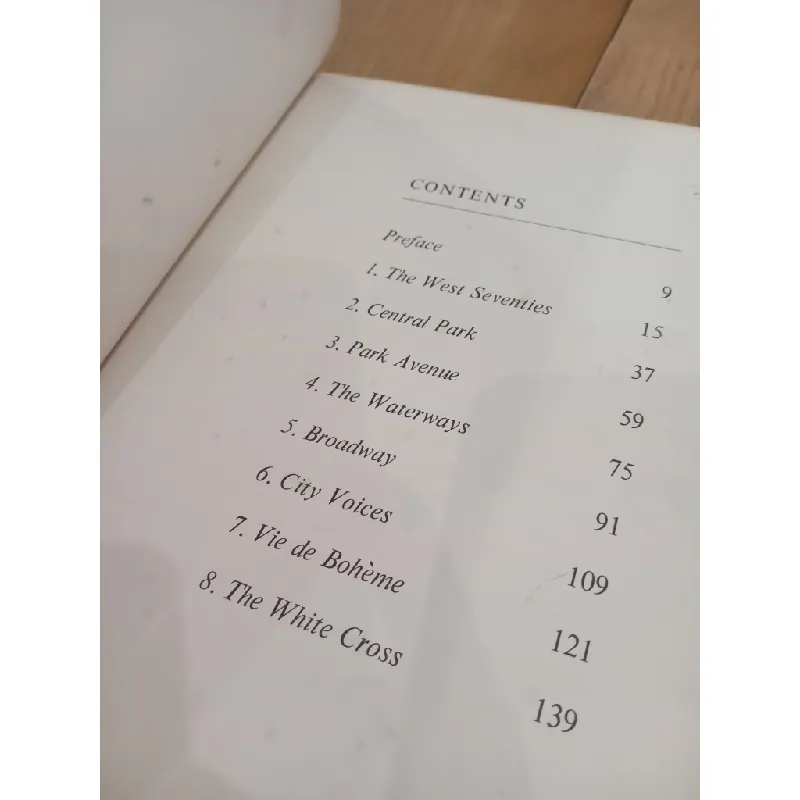 CONTENTS
Preface 9
1. The West Seventies 15
2. Central Park 37
3. Park Avenue 59
4. The Waterways 75
5. Broadway 91
6. City Voices 109
7. Vie de Bohème 121
8. The White Cross 139